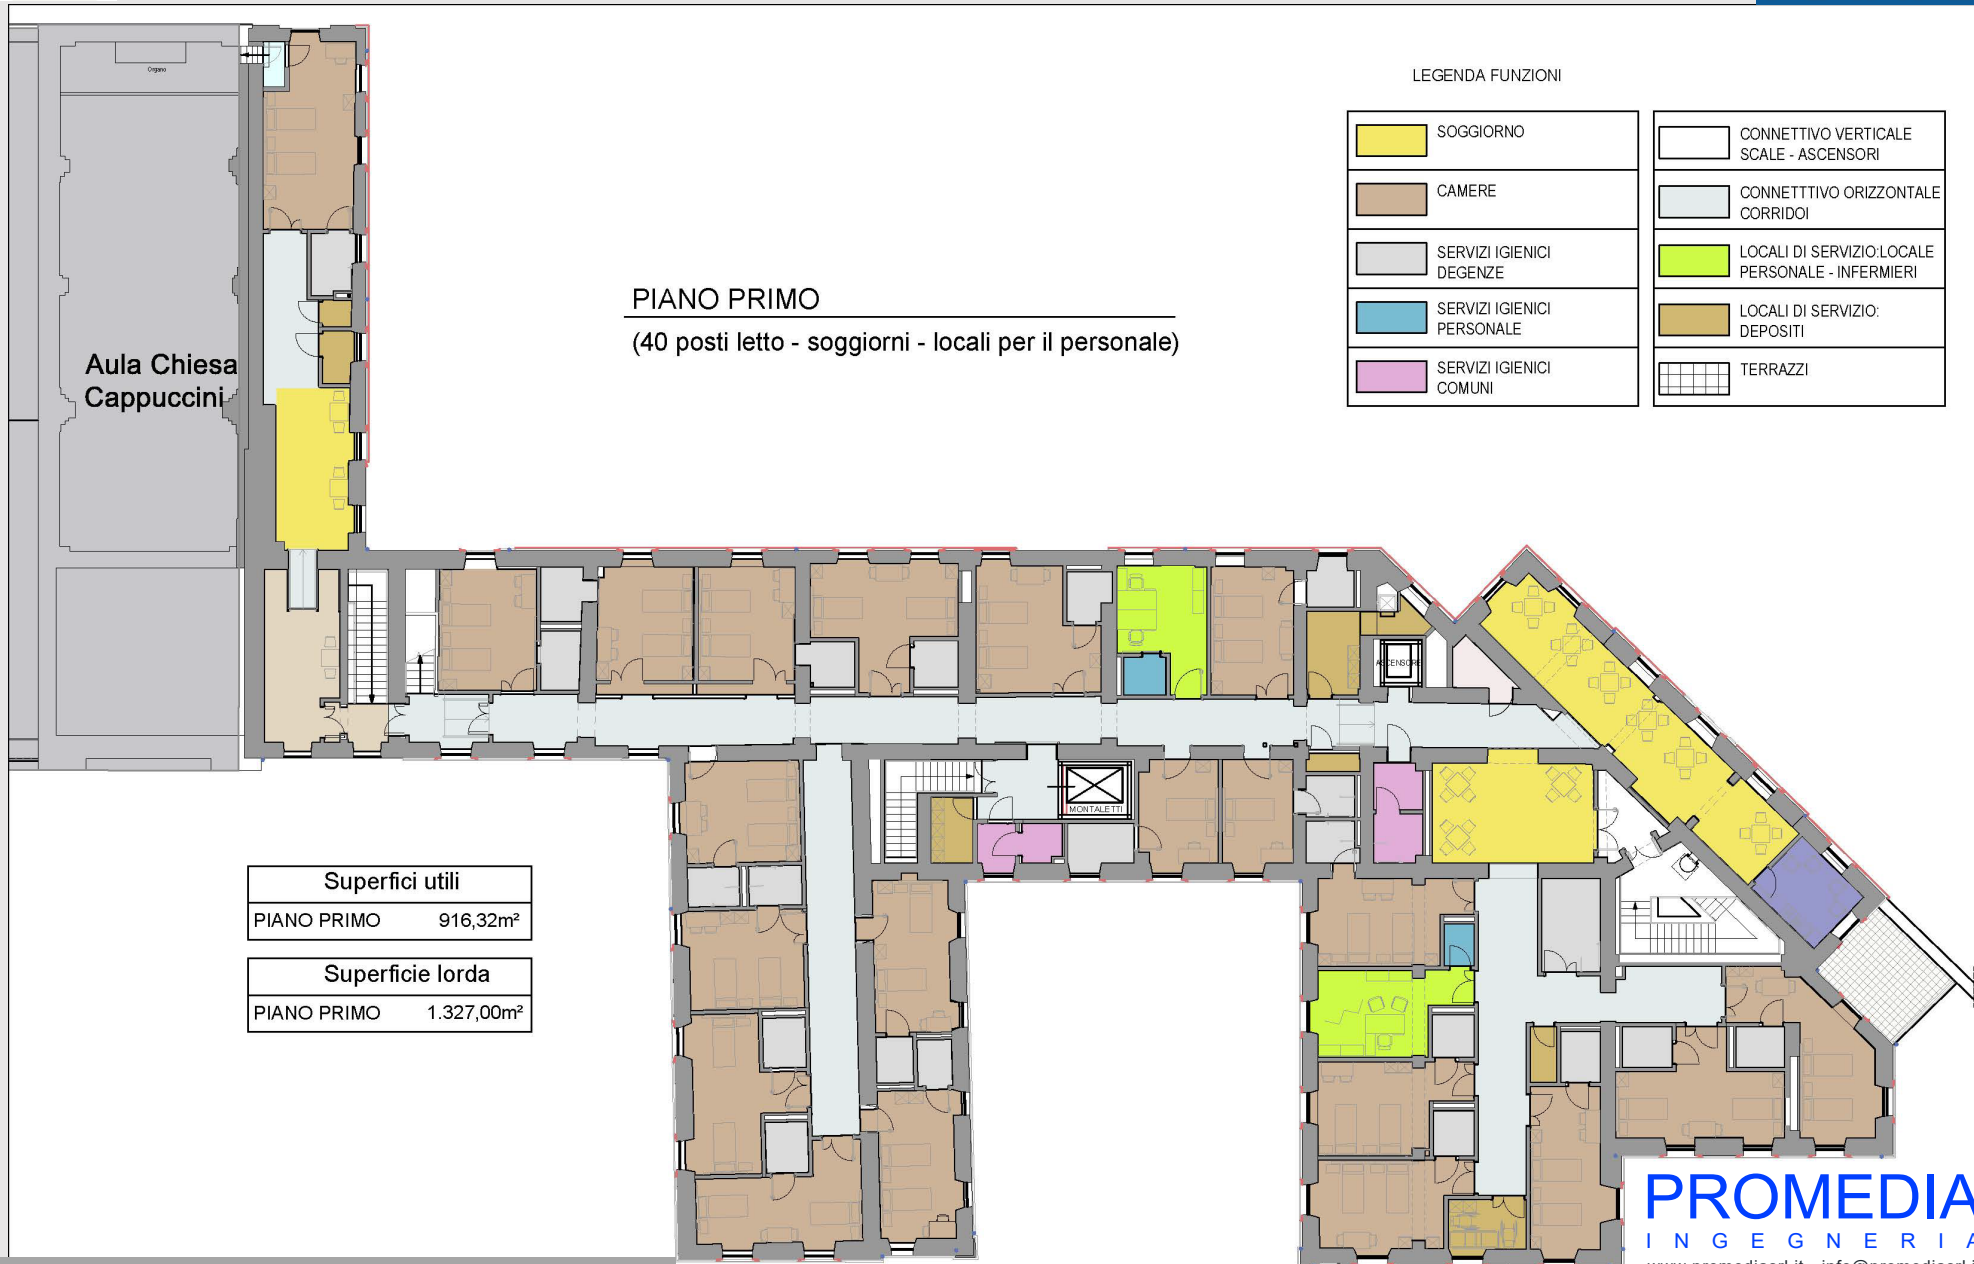 Organo
LEGENDA FUNZIONI
SOGGIORNO
CAMERE
SERVIZI IGIENICI
DEGENZE
SERVIZI IGIENICI
PERSONALE
SERVIZI IGIENICI
COMUNI
CONNETTIVO VERTICALE
SCALE - ASCENSORI
CONNETTTIVO ORIZZONTALE
CORRIDOI
LOCALI DI SERVIZIO:LOCALE
PERSONALE - INFERMIERI
LOCALI DI SERVIZIO:
DEPOSITI
TERRAZZI
PIANO PRIMO
(40 posti letto - soggiorni - locali per il personale)
Aula Chiesa
Cappuccini
ASCENSORE
MONTALETTI
Superfici utili
PIANO PRIMO 916,32m²
Superficie lorda
PIANO PRIMO 1.327,00m²
PROMEDIA
INGEGNERIA